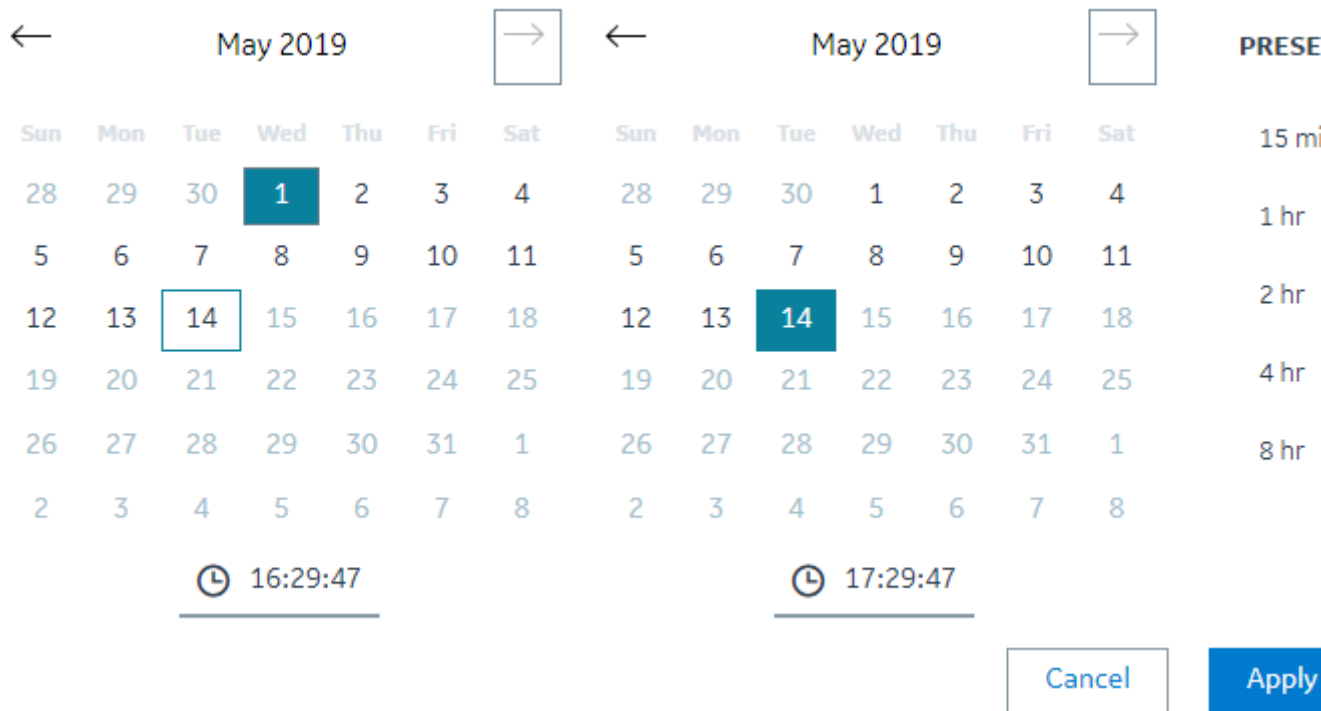 ← May 2019 → ← May 2019 → PRESE
Sun Mon Tue Wed Thu Fri Sat Sun Mon Tue Wed Thu Fri Sat
15 mi
28 29 30 1 2 3 4 28 29 30 1 2 3 4
1 hr
5 6 7 8 9 10 11 5 6 7 8 9 10 11
2 hr
12 13 14 15 16 17 18 12 13 14 15 16 17 18
19 20 21 22 23 24 25 19 20 21 22 23 24 25
4 hr
26 27 28 29 30 31 1 26 27 28 29 30 31 1
8 hr
2 3 4 5 6 7 8 2 3 4 5 6 7 8
16:29:47 17:29:47
Cancel Apply